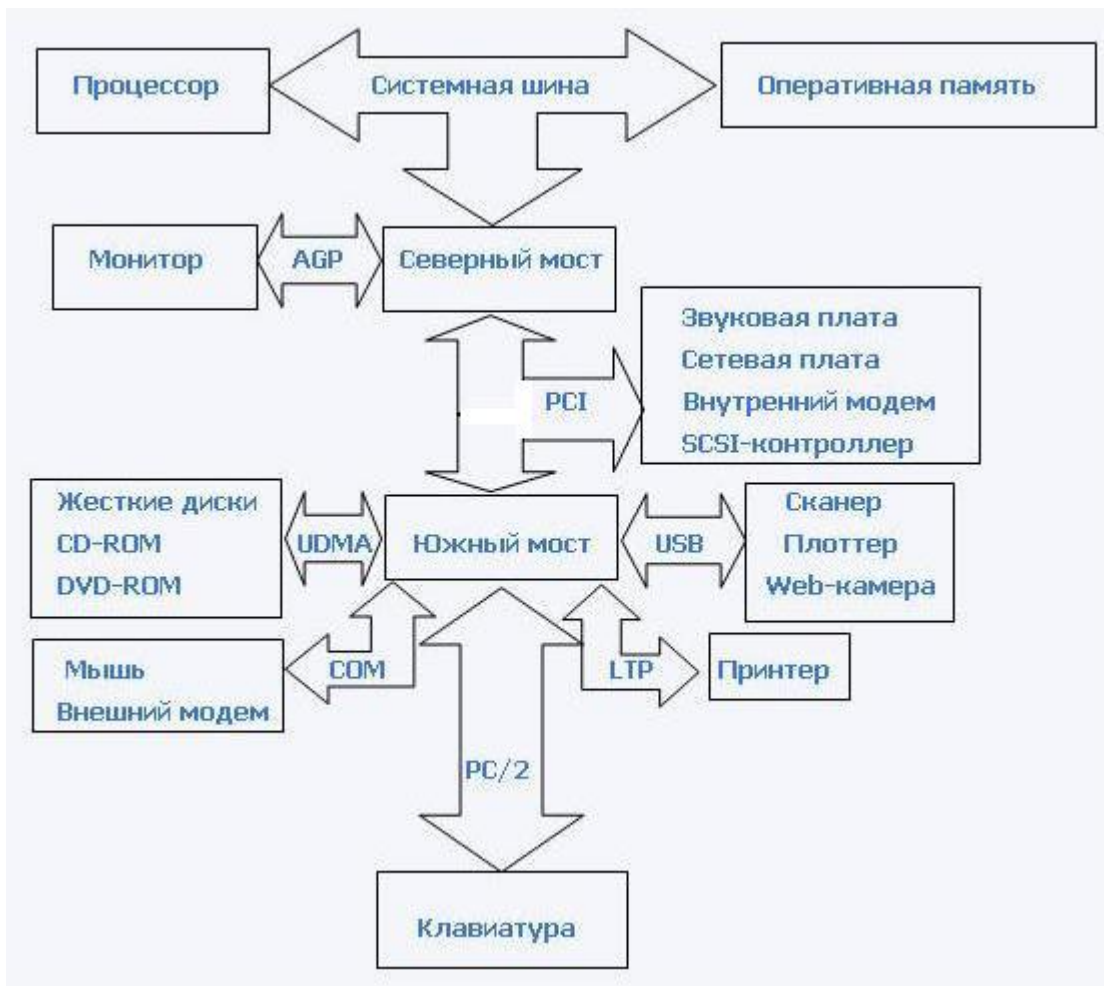 Процессор
Системная шина
Оперативная память
Монитор
AGP
Северный мост
Звуковая плата
Сетевая плата
PCI
Внутренний модем
SCSI-контроллер
Жесткие диски
CD-ROM
DVD-ROM
UDMA
Южный мост
USB
Сканер
Плоттер
Web-камера
Мышь
Внешний модем
COM
LTP
Принтер
PC/2
Клавиатура